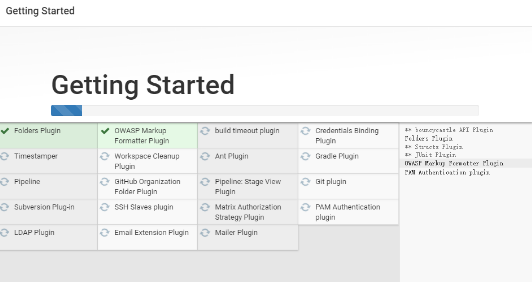 Getting Started
Getting Started
Folders Plugin
OWASP Markup
Formatter Plugin
build timeout plugin
Credentials Binding
Plugin
Timestamper
Workspace Cleanup
Plugin
Ant Plugin
Gradle Plugin
Pipeline
GitHub Organization
Folder Plugin
Pipeline: Stage View
Plugin
Git plugin
Subversion Plug-in
SSH Slaves plugin
Matrix Authorization
Strategy Plugin
PAM Authentication
plugin
LDAP Plugin
Email Extension Plugin
Mailer Plugin
** bouncycastle API Plugin
Folders Plugin
** Structs Plugin
** JUnit Plugin
OWASP Markup Formatter Plugin
PAM Authentication plugin